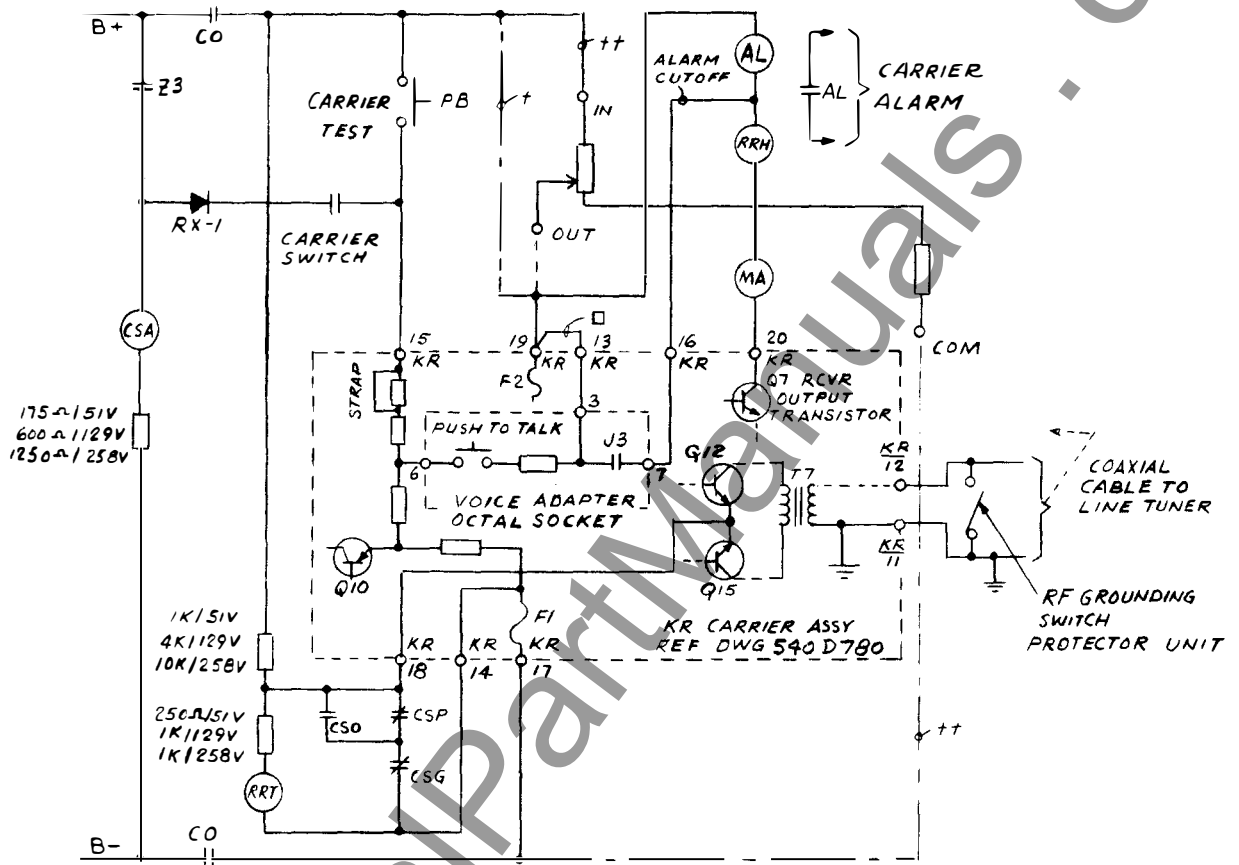 B+
CO
Z3
CARRIER
TEST
PB
†
††
IN
ALARM
CUTOFF
AL
AL
CARRIER
ALARM
RRH
RX-1
CARRIER
SWITCH
OUT
MA
CSA
15
KR
19
KR
13
KR
16
KR
20
KR
COM
F2
STRAP
Q7 RCVR
OUTPUT
TRANSISTOR
175Ω/51V
600Ω/129V
1250Ω/258V
3
PUSH TO TALK
J3
6
7
VOICE ADAPTER
OCTAL SOCKET
Q12
T7
KR
12
COAXIAL
CABLE TO
LINE TUNER
KR
11
Q10
Q15
F1
1K/51V
4K/129V
10K/258V
KR
18
KR
14
KR
17
KR CARRIER ASSY
REF DWG 540D780
RF GROUNDING
SWITCH
PROTECTOR UNIT
250Ω/51V
1K/129V
1K/258V
CSO
CSP
CSG
††
RRT
CO
B-